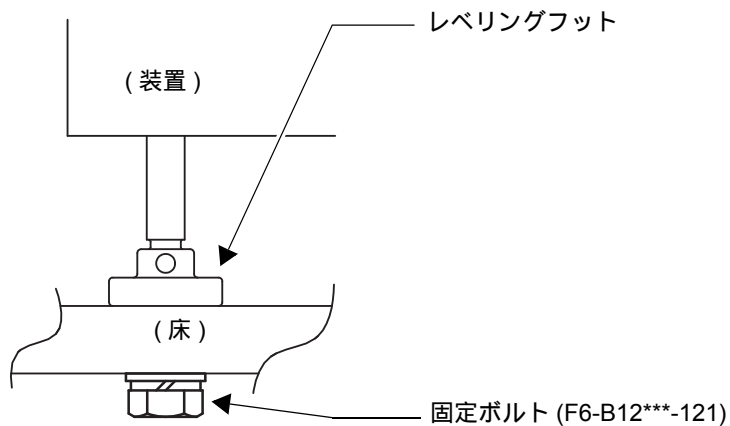 レベリングフット
( 装置 )
( 床 )
固定ボルト (F6-B12***-121)